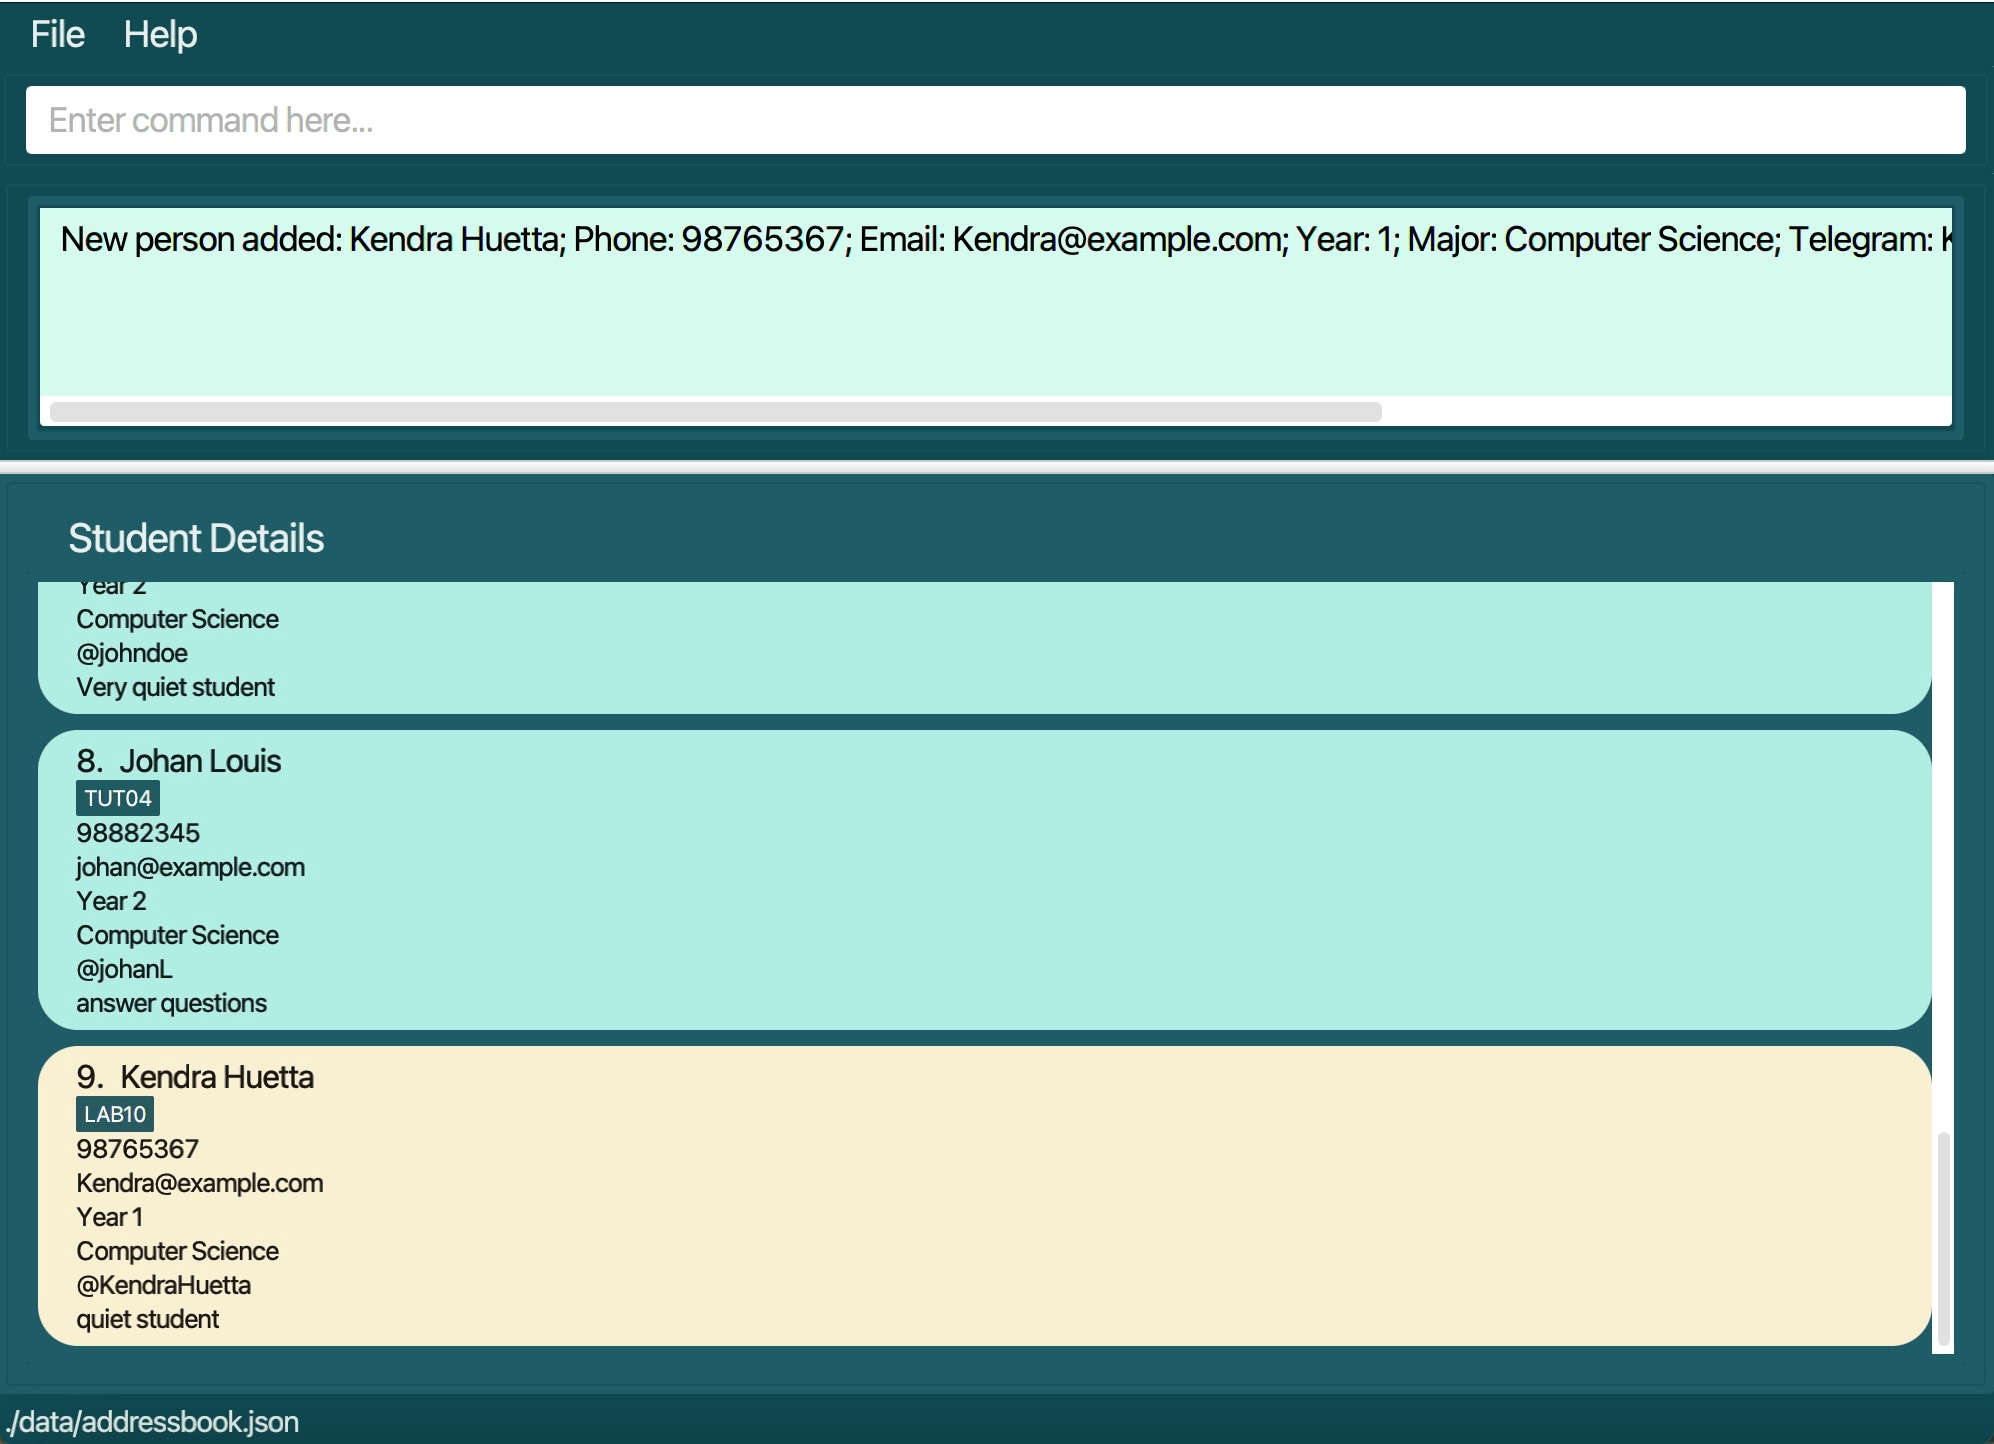 File Help
Enter command here...
New person added: Kendra Huetta; Phone: 98765367; Email: Kendra@example.com; Year: 1; Major: Computer Science; Telegram: K
Student Details
Year 2
Computer Science
@johndoe
Very quiet student
8. Johan Louis
TUT04
98882345
johan@example.com
Year 2
Computer Science
@johanL
answer questions
9. Kendra Huetta
LAB10
98765367
Kendra@example.com
Year 1
Computer Science
@KendraHuetta
quiet student
./data/addressbook.json